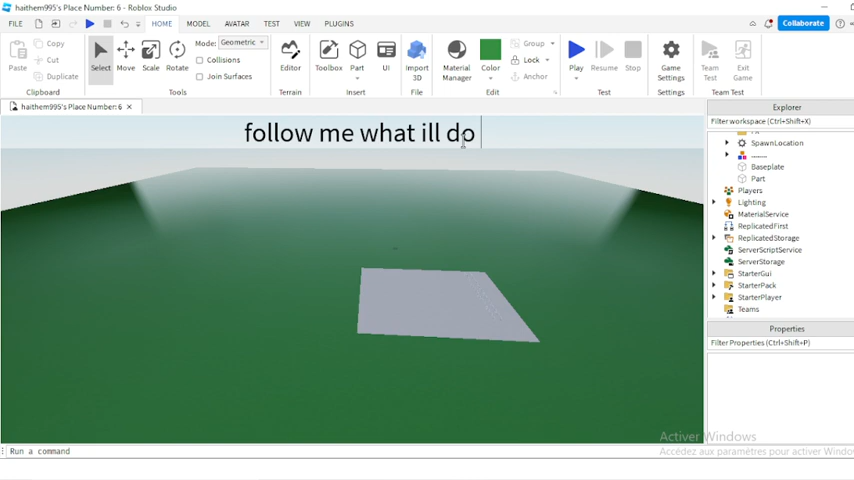 haithem995's Place Number: 6 - Roblox Studio
FILE HOME MODEL AVATAR TEST VIEW PLUGINS
Collaborate
Paste
Copy
Cut
Duplicate
Clipboard
Select Move Scale Rotate
Mode: Geometric
Collisions
Join Surfaces
Tools
Editor
Terrain
Toolbox Part UI
Insert
Import 3D
File
Material Manager
Color
Group
Lock
Anchor
Edit
Play Resume Stop
Test
Game Settings
Settings
Team Test
Exit Game
Team Test
haithem995's Place Number: 6
follow me what ill do
Explorer
Filter workspace (Ctrl+Shift+X)
SpawnLocation
Baseplate
Part
Players
Lighting
MaterialService
ReplicatedFirst
ReplicatedStorage
ServerScriptService
ServerStorage
StarterGui
StarterPack
StarterPlayer
Teams
Properties
Filter Properties (Ctrl+Shift+P)
Activer Windows
Accédez aux paramètres pour activer Windo
Run a command